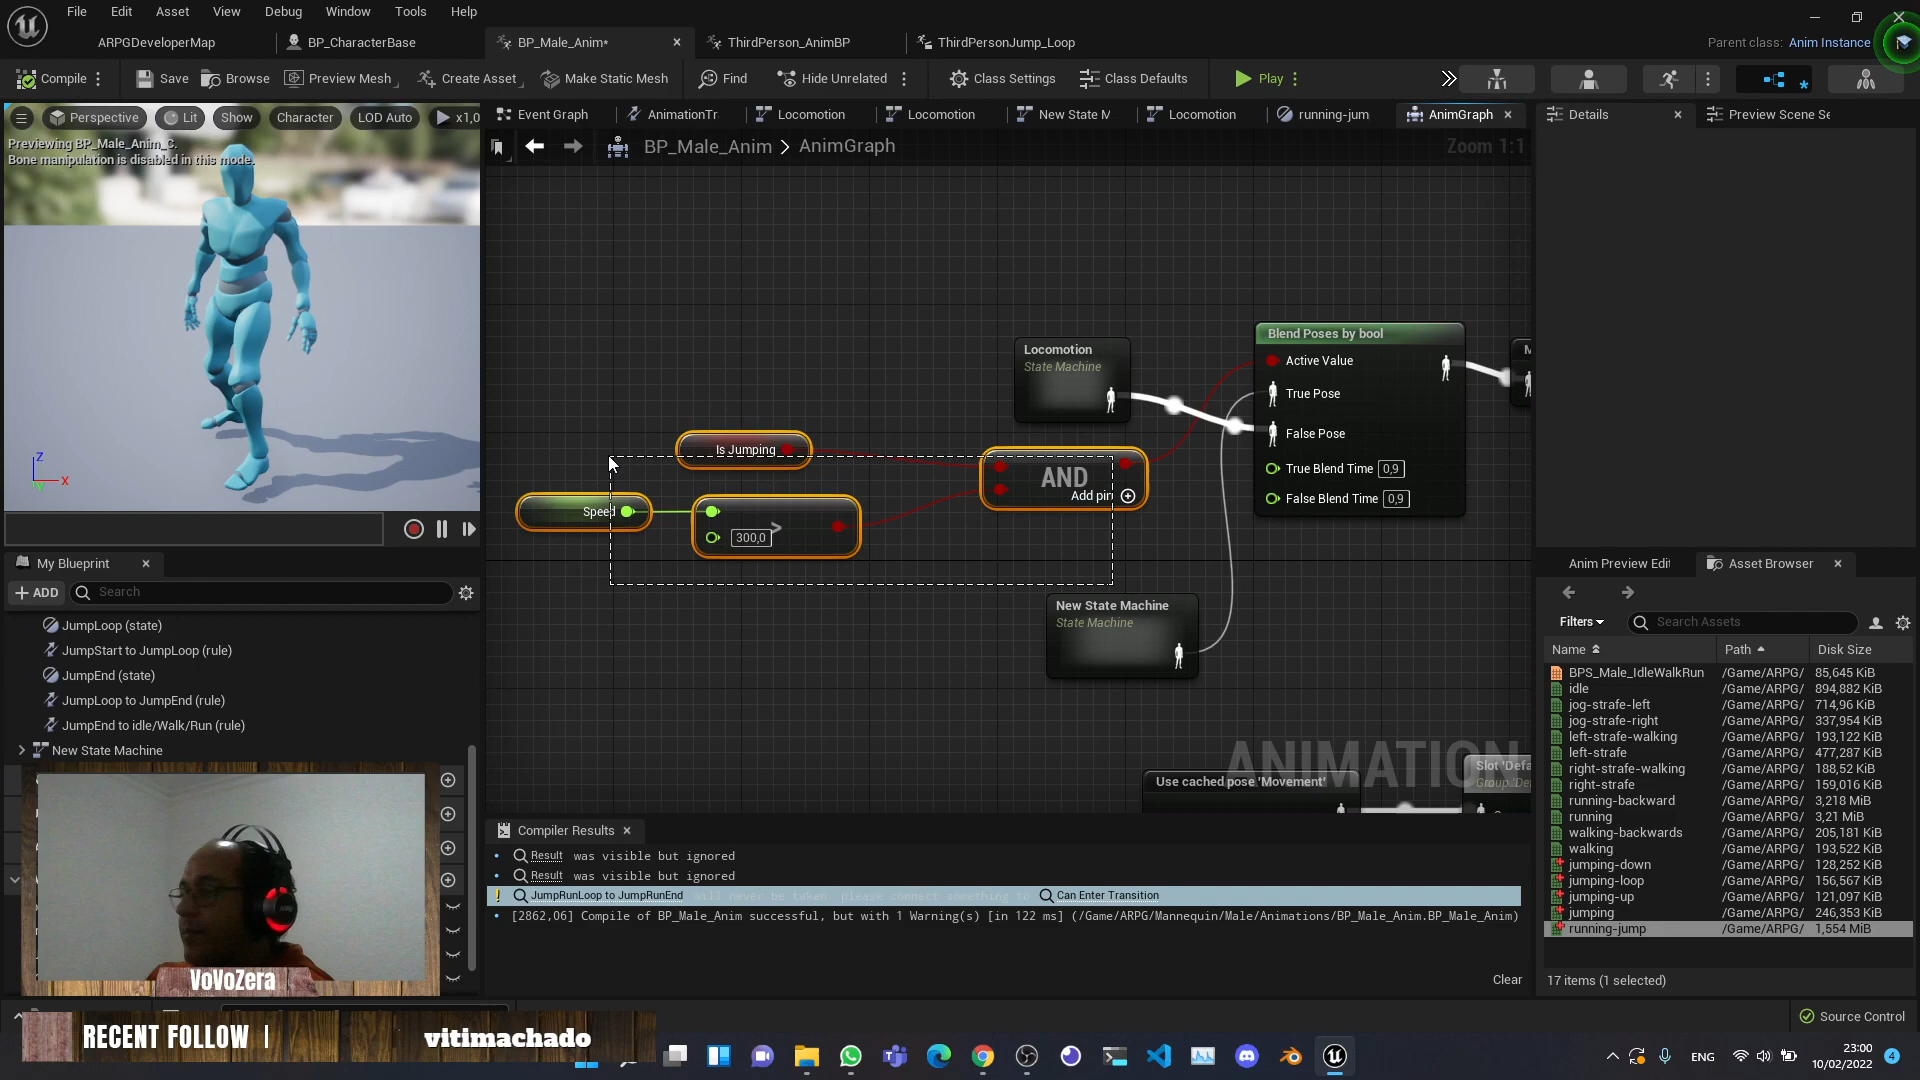 File Edit Asset View Debug Window Tools Help
ARPGDeveloperMap BP_CharacterBase BP_Male_Anim* ThirdPerson_AnimBP ThirdPersonJump_Loop Parent class: Anim Instance
Compile Save Browse Preview Mesh Create Asset Make Static Mesh Find Hide Unrelated Class Settings Class Defaults Play
Perspective Lit Show Character LOD Auto x1,0
Previewing BP_Male_Anim_C.
Bone manipulation is disabled in this mode.
Z
X
Y
Event Graph AnimationTr Locomotion Locomotion New State M Locomotion running-jum AnimGraph
BP_Male_Anim > AnimGraph Zoom 1:1
Locomotion
State Machine
Blend Poses by bool
Active Value
True Pose
False Pose
True Blend Time 0,9
False Blend Time 0,9
M
Is Jumping
AND
Add pin
Speed
>
300,0
New State Machine
State Machine
ANIMATION
Use cached pose 'Movement'
Slot 'Defa
Group 'De
Details Preview Scene Se
My Blueprint
ADD Search
JumpLoop (state)
JumpStart to JumpLoop (rule)
JumpEnd (state)
JumpLoop to JumpEnd (rule)
JumpEnd to idle/Walk/Run (rule)
New State Machine
Compiler Results
Result was visible but ignored
Result was visible but ignored
JumpRunLoop to JumpRunEnd will never be taken, please connect something to Can Enter Transition
[2862,06] Compile of BP_Male_Anim successful, but with 1 Warning(s) [in 122 ms] (/Game/ARPG/Mannequin/Male/Animations/BP_Male_Anim.BP_Male_Anim)
Clear
Anim Preview Edit Asset Browser
Filters Search Assets
Name Path Disk Size
BPS_Male_IdleWalkRun /Game/ARPG/ 85,645 KiB
idle /Game/ARPG/ 894,882 KiB
jog-strafe-left /Game/ARPG/ 714,96 KiB
jog-strafe-right /Game/ARPG/ 337,954 KiB
left-strafe-walking /Game/ARPG/ 193,122 KiB
left-strafe /Game/ARPG/ 477,287 KiB
right-strafe-walking /Game/ARPG/ 188,52 KiB
right-strafe /Game/ARPG/ 159,016 KiB
running-backward /Game/ARPG/ 3,218 MiB
running /Game/ARPG/ 3,21 MiB
walking-backwards /Game/ARPG/ 205,181 KiB
walking /Game/ARPG/ 193,522 KiB
jumping-down /Game/ARPG/ 128,252 KiB
jumping-loop /Game/ARPG/ 156,567 KiB
jumping-up /Game/ARPG/ 121,097 KiB
jumping /Game/ARPG/ 246,353 KiB
running-jump /Game/ARPG/ 1,554 MiB
17 items (1 selected)
Source Control
VoVoZera
RECENT FOLLOW | vitimachado
ENG 23:00
10/02/2022 4